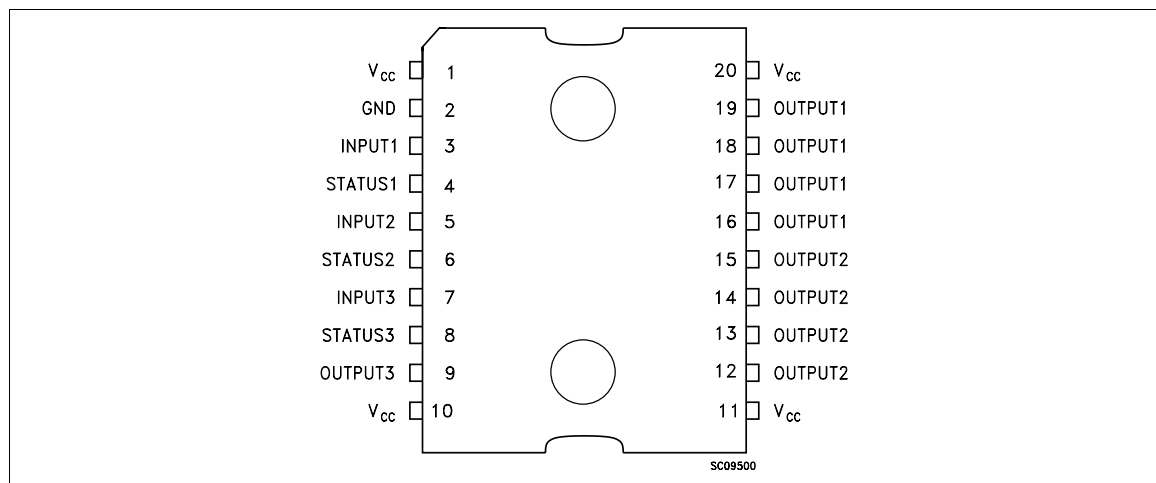 VCC 1 20 VCC
GND 2 19 OUTPUT1
INPUT1 3 18 OUTPUT1
STATUS1 4 17 OUTPUT1
INPUT2 5 16 OUTPUT1
STATUS2 6 15 OUTPUT2
INPUT3 7 14 OUTPUT2
STATUS3 8 13 OUTPUT2
OUTPUT3 9 12 OUTPUT2
VCC 10 11 VCC
SC09500